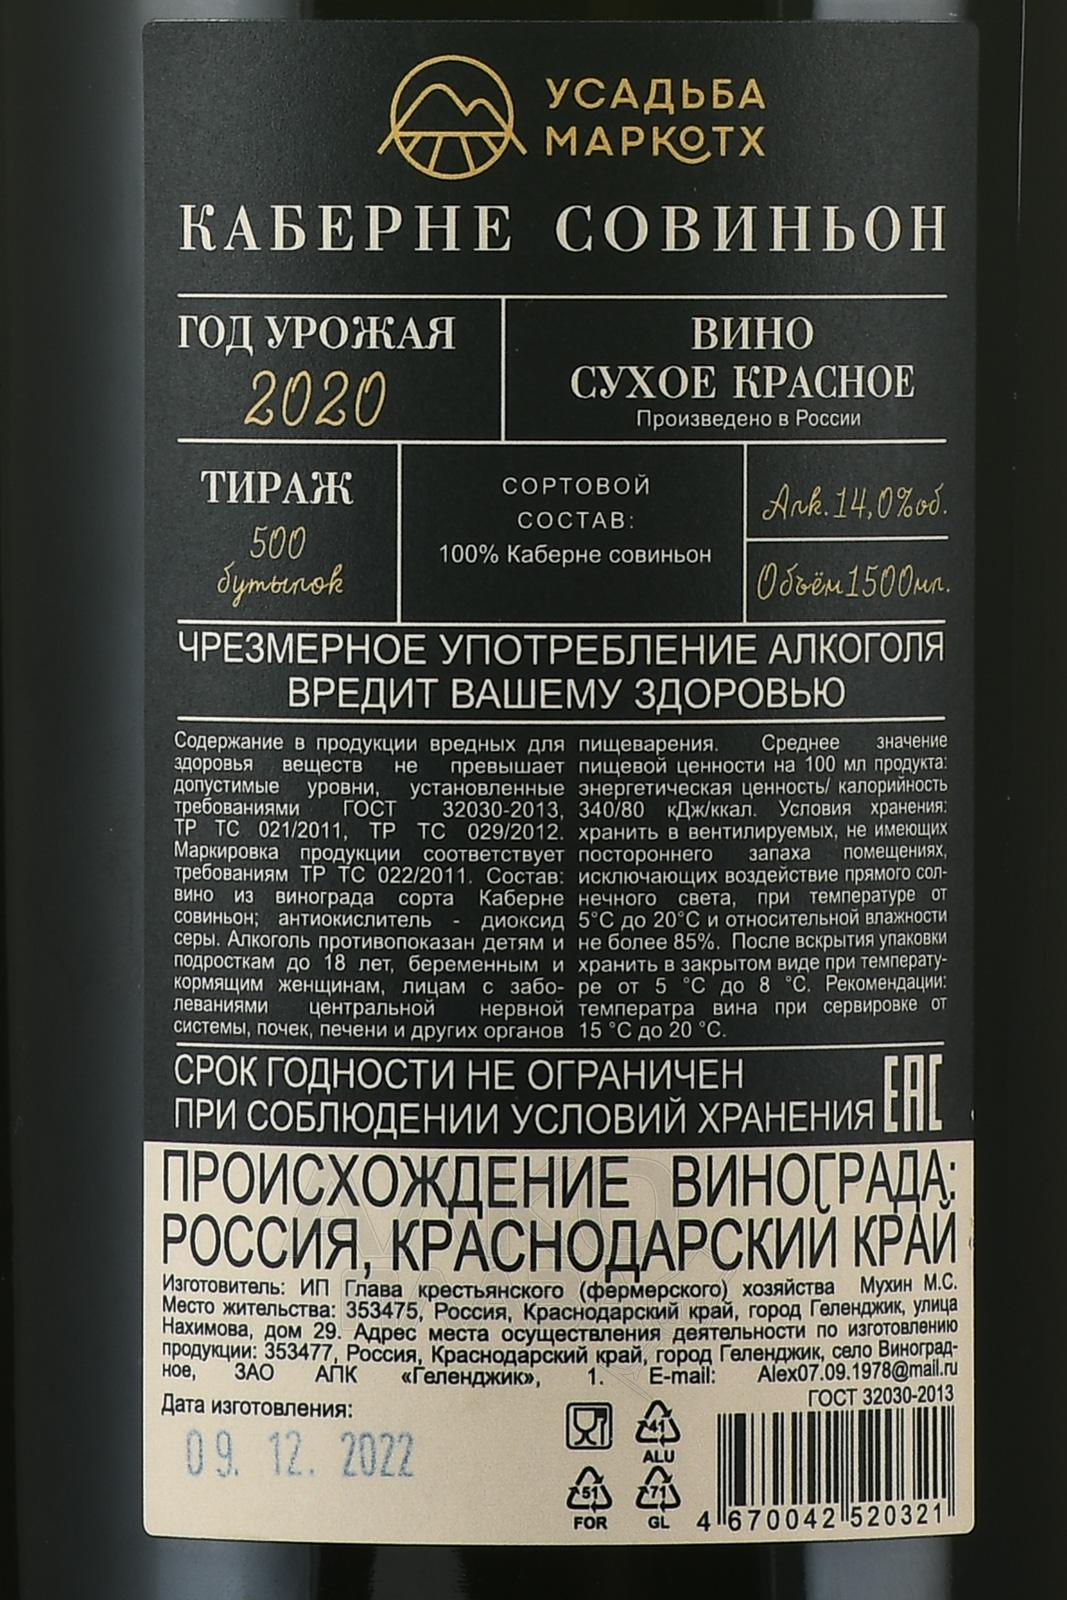 УСАДЬБА
МАРКОТХ
КАБЕРНЕ СОВИНЬОН
ГОД УРОЖАЯ
2020
ВИНО
СУХОЕ КРАСНОЕ
Произведено в России
ТИРАЖ
500
бутылок
СОРТОВОЙ
СОСТАВ:
100% Каберне совиньон
Алк. 14,0%об.
Объём 1500мл.
ЧРЕЗМЕРНОЕ УПОТРЕБЛЕНИЕ АЛКОГОЛЯ
ВРЕДИТ ВАШЕМУ ЗДОРОВЬЮ
Содержание в продукции вредных для
здоровья веществ не превышает
допустимые уровни, установленные
требованиями ГОСТ 32030-2013,
ТР ТС 021/2011, ТР ТС 029/2012.
Маркировка продукции соответствует
требованиям ТР ТС 022/2011. Состав:
вино из винограда сорта Каберне
совиньон; антиокислитель - диоксид
серы. Алкоголь противопоказан детям и
подросткам до 18 лет, беременным и
кормящим женщинам, лицам с забо-
леваниями центральной нервной
системы, почек, печени и других органов
пищеварения. Среднее значение
пищевой ценности на 100 мл продукта:
энергетическая ценность/ калорийность
340/80 кДж/ккал. Условия хранения:
хранить в вентилируемых, не имеющих
постороннего запаха помещениях,
исключающих воздействие прямого сол-
нечного света, при температуре от
5°С до 20°С и относительной влажности
не более 85%. После вскрытия упаковки
хранить в закрытом виде при температу-
ре от 5 °С до 8 °С. Рекомендации:
температра вина при сервировке от
15 °С до 20 °С.
СРОК ГОДНОСТИ НЕ ОГРАНИЧЕН
ПРИ СОБЛЮДЕНИИ УСЛОВИЙ ХРАНЕНИЯ
EAC
ПРОИСХОЖДЕНИЕ ВИНОГРАДА:
РОССИЯ, КРАСНОДАРСКИЙ КРАЙ
Изготовитель: ИП Глава крестьянского (фермерского) хозяйства Мухин М.С.
Место жительства: 353475, Россия, Краснодарский край, город Геленджик, улица
Нахимова, дом 29. Адрес места осуществления деятельности по изготовлению
продукции: 353477, Россия, Краснодарский край, город Геленджик, село Виноград-
ное, ЗАО АПК «Геленджик», 1. E-mail: Alex07.09.1978@mail.ru
ГОСТ 32030-2013
Дата изготовления:
09. 12. 2022
41
ALU
51
FOR
71
GL
4 670042 520321